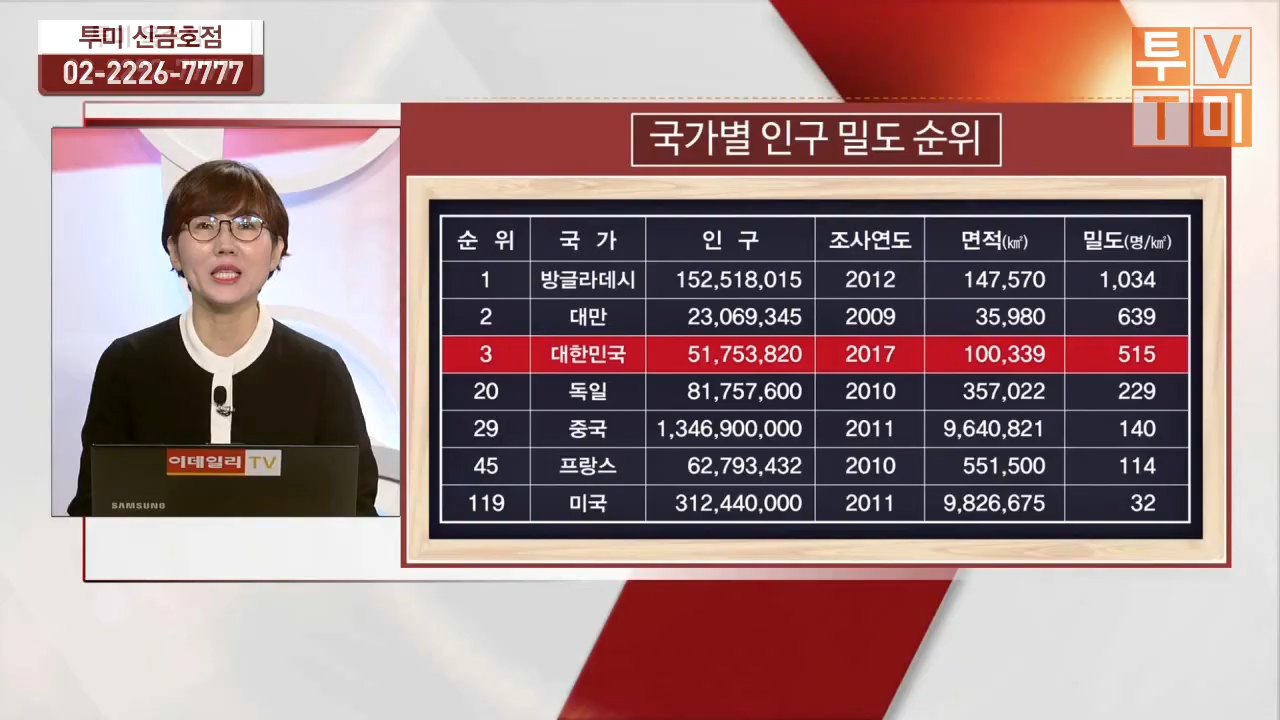 투미 신금호점
02-2226-7777
투V
T미
국가별 인구 밀도 순위
순 위 국 가 인 구 조사연도 면적(㎢) 밀도(명/㎢)
1 방글라데시 152,518,015 2012 147,570 1,034
2 대만 23,069,345 2009 35,980 639
3 대한민국 51,753,820 2017 100,339 515
20 독일 81,757,600 2010 357,022 229
29 중국 1,346,900,000 2011 9,640,821 140
45 프랑스 62,793,432 2010 551,500 114
119 미국 312,440,000 2011 9,826,675 32
이데일리TV
SAMSUNG